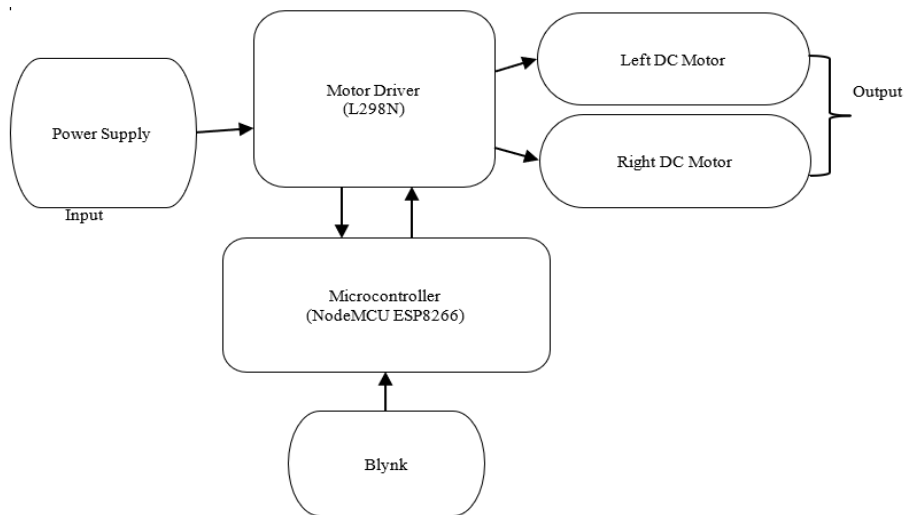 Motor Driver
(L298N)
Left DC Motor
Output
Power Supply
Right DC Motor
Input
Microcontroller
(NodeMCU ESP8266)
Blynk